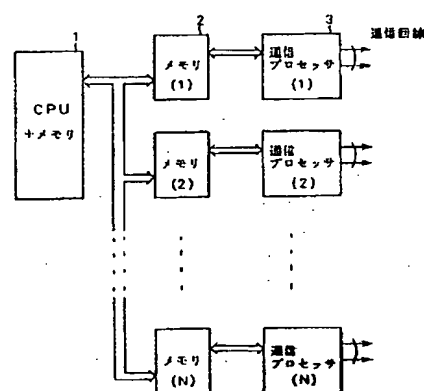 1
2
3
通信回線
CPU
+メモリ
メモリ
(1)
通信
プロセッサ
(1)
メモリ
(2)
通信
プロセッサ
(2)
メモリ
(N)
通信
プロセッサ
(N)